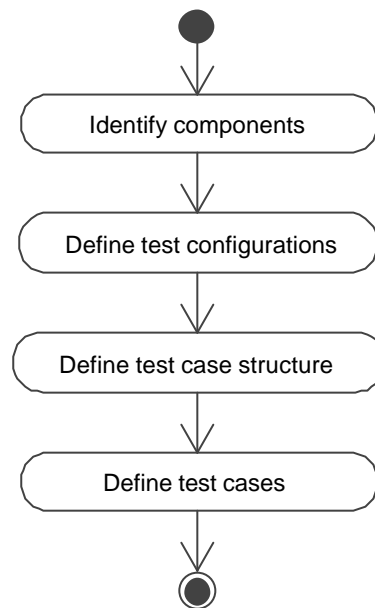 Identify components
Define test configurations
Define test case structure
Define test cases